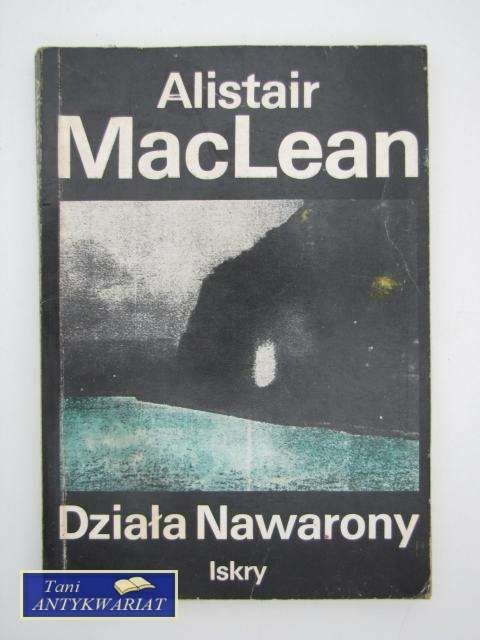 Alistair
MacLean
Działa Nawarony
Iskry
Tani
ANTYKWARIAT